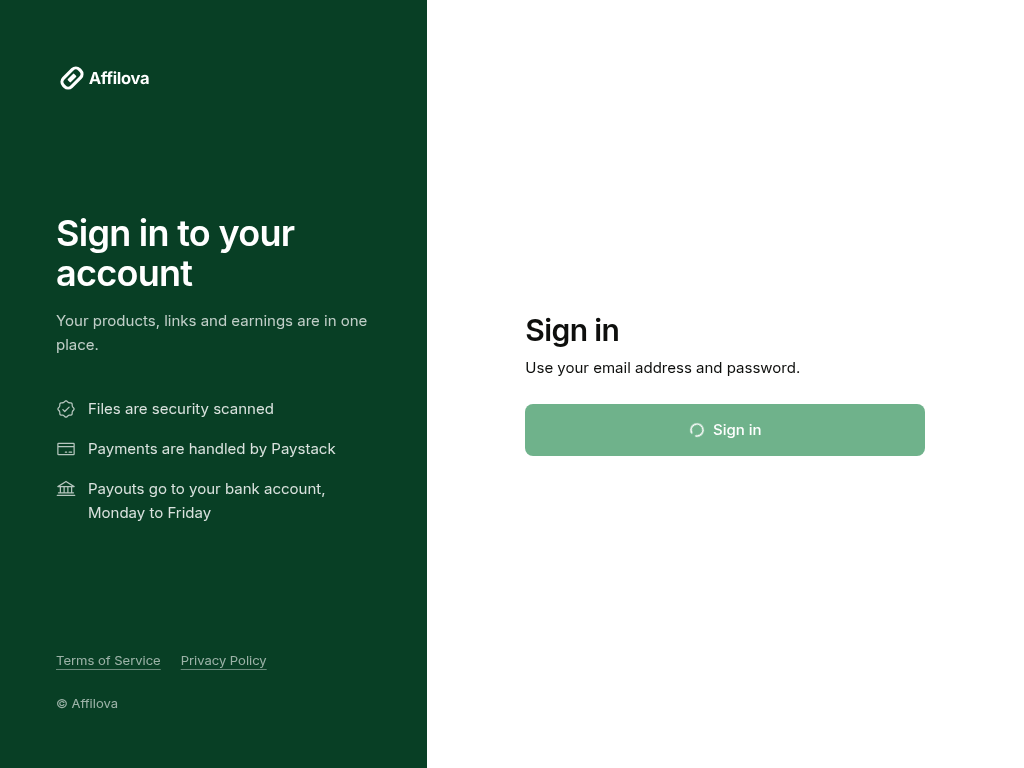 Affilova
Sign in to your
account
Your products, links and earnings are in one
place.
Files are security scanned
Payments are handled by Paystack
Payouts go to your bank account,
Monday to Friday
Terms of Service Privacy Policy
© Affilova
Sign in
Use your email address and password.
Sign in